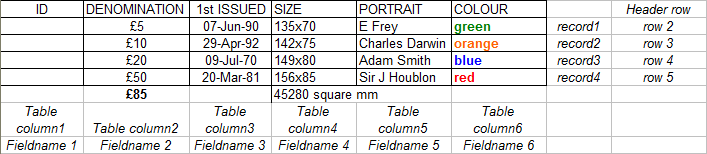 ID DENOMINATION 1st ISSUED SIZE PORTRAIT COLOUR Header row
£5 07-Jun-90 135x70 E Frey green record1 row 2
£10 29-Apr-92 142x75 Charles Darwin orange record2 row 3
£20 09-Jul-70 149x80 Adam Smith blue record3 row 4
£50 20-Mar-81 156x85 Sir J Houblon red record4 row 5
£85 45280 square mm
Table Table Table Table Table
column1 Table column2 column3 column4 column5 column6
Fieldname 1 Fieldname 2 Fieldname 3 Fieldname 4 Fieldname 5 Fieldname 6